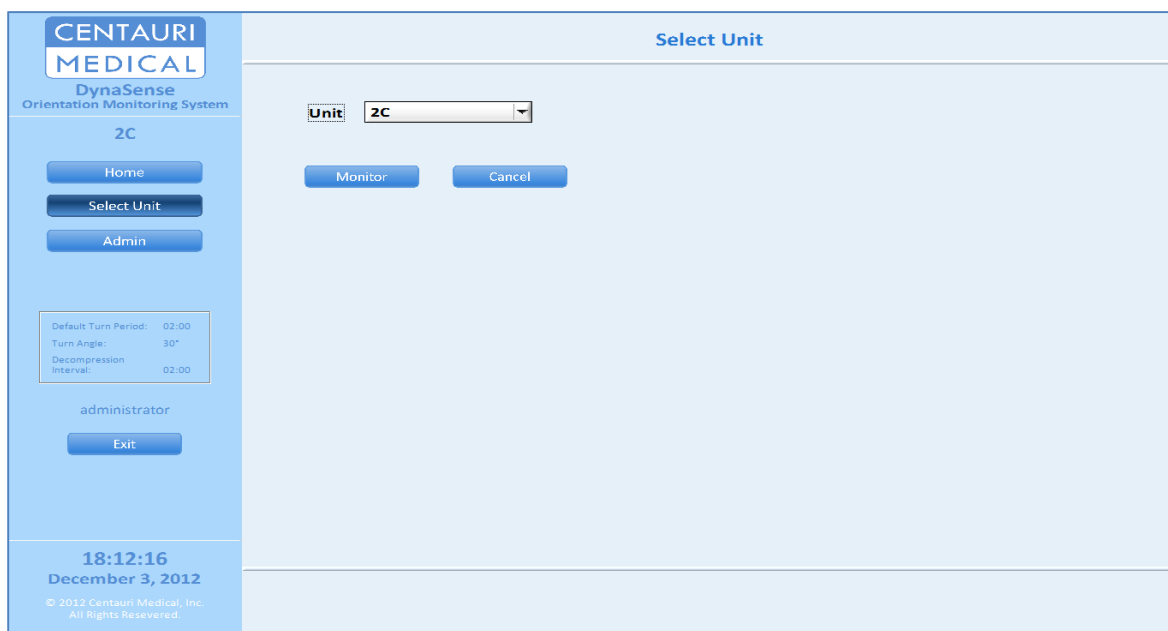 CENTAURI
MEDICAL
DynaSense
Orientation Monitoring System
2C
Home
Select Unit
Admin
Default Turn Period: 02:00
Turn Angle: 30°
Decompression
Interval: 02:00
administrator
Exit
18:12:16
December 3, 2012
© 2012 Centauri Medical, Inc.
All Rights Resevered.
Select Unit
Unit 2C
Monitor Cancel